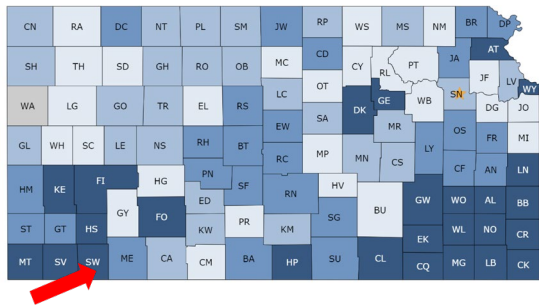 CN RA DC NT PL SM JW RP WS MS NM BR DP
SH TH SD GH RO OB MC CD CY RL PT JA AT
WA LG GO TR EL RS LC OT DK GE WB SN JF LV WY
GL WH SC LE NS RH BT EW SA MR OS DG JO
HM KE FI HG PN SF RC MP MN CS LY FR MI
ST GT HS GY FO ED RN HV BU GW CF AN LN
KW PR SG EK WO AL BB
MT SV SW ME CA CM BA KM HP CL CQ WL NO CR
MG LB CK